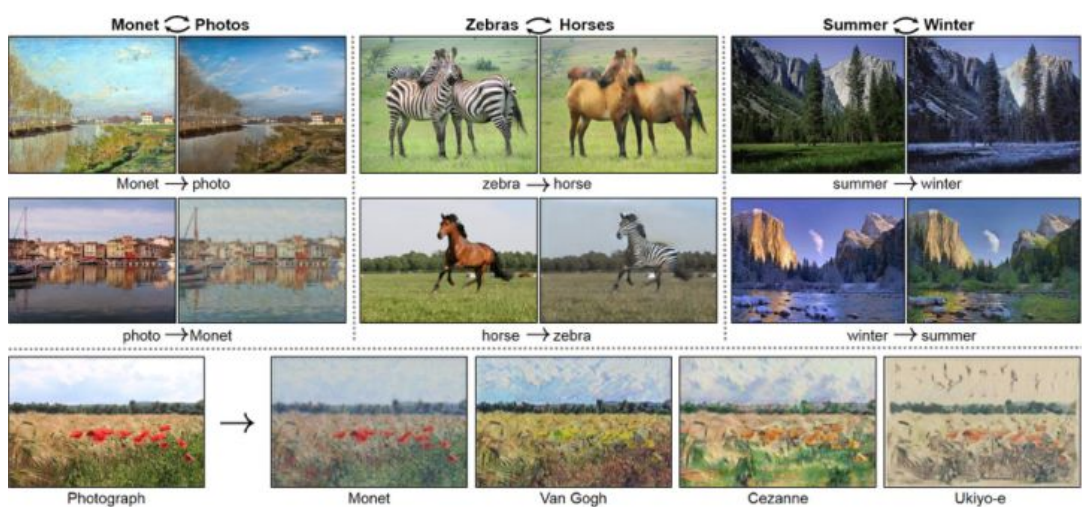 Monet Photos
Zebras Horses
Summer Winter
Monet → photo
zebra → horse
summer → winter
photo → Monet
horse → zebra
winter → summer
Photograph
Monet
Van Gogh
Cezanne
Ukiyo-e